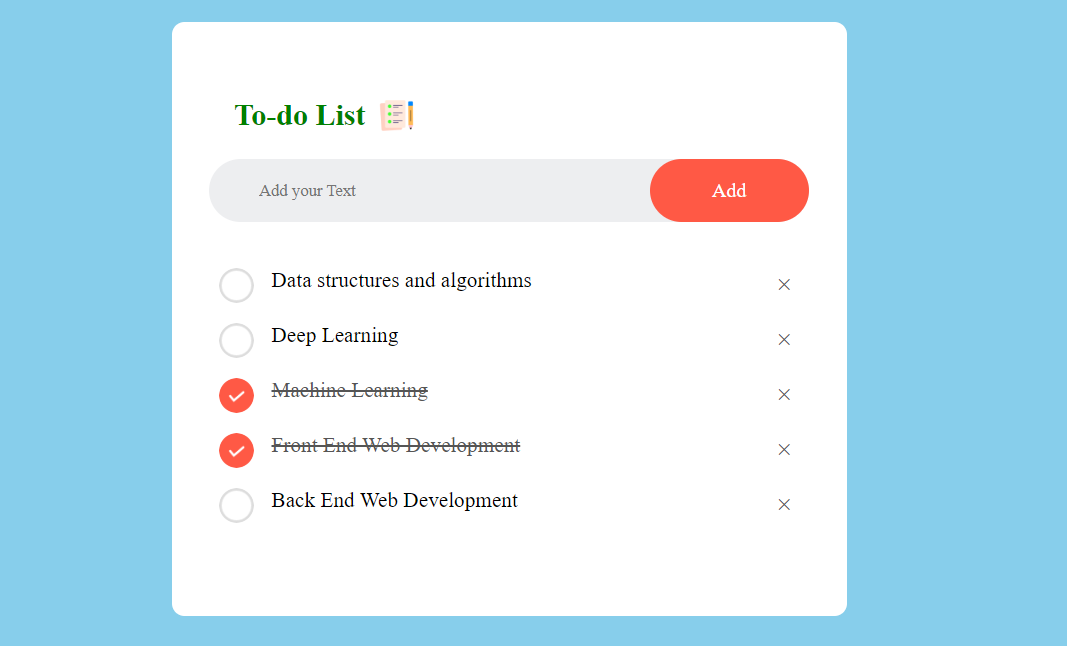 To-do List
Add your Text
Add
Data structures and algorithms
Deep Learning
Machine Learning
Front End Web Development
Back End Web Development